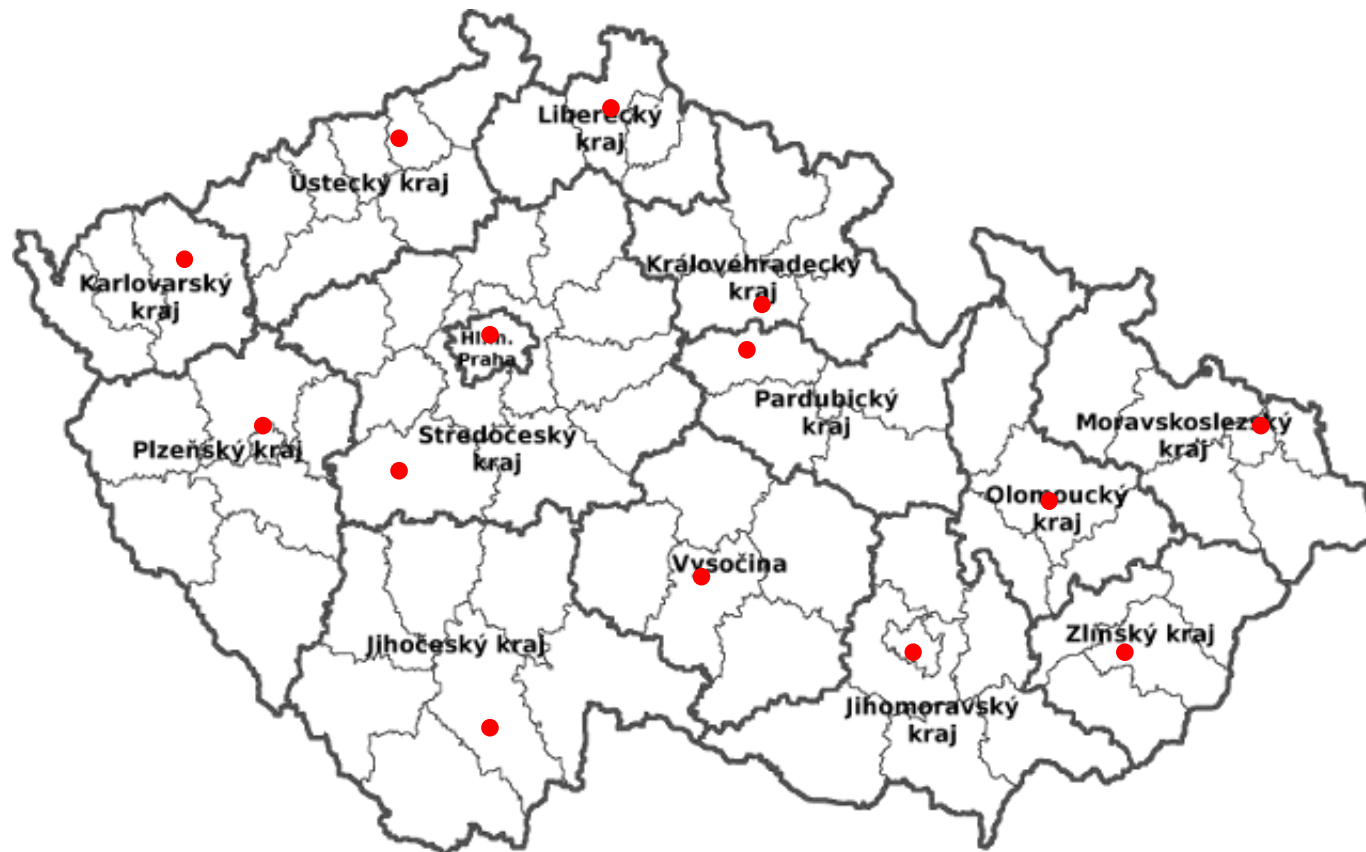 Liberecký
kraj
Ústecký kraj
Karlovarský
kraj
Královéhradecký
kraj
Hl. m.
Praha
Pardubický
kraj
Plzeňský kraj
Středočeský
kraj
Moravskoslezský
kraj
Olomoucký
kraj
Vysočina
Jihočeský kraj
Zlínský kraj
Jihomoravský
kraj